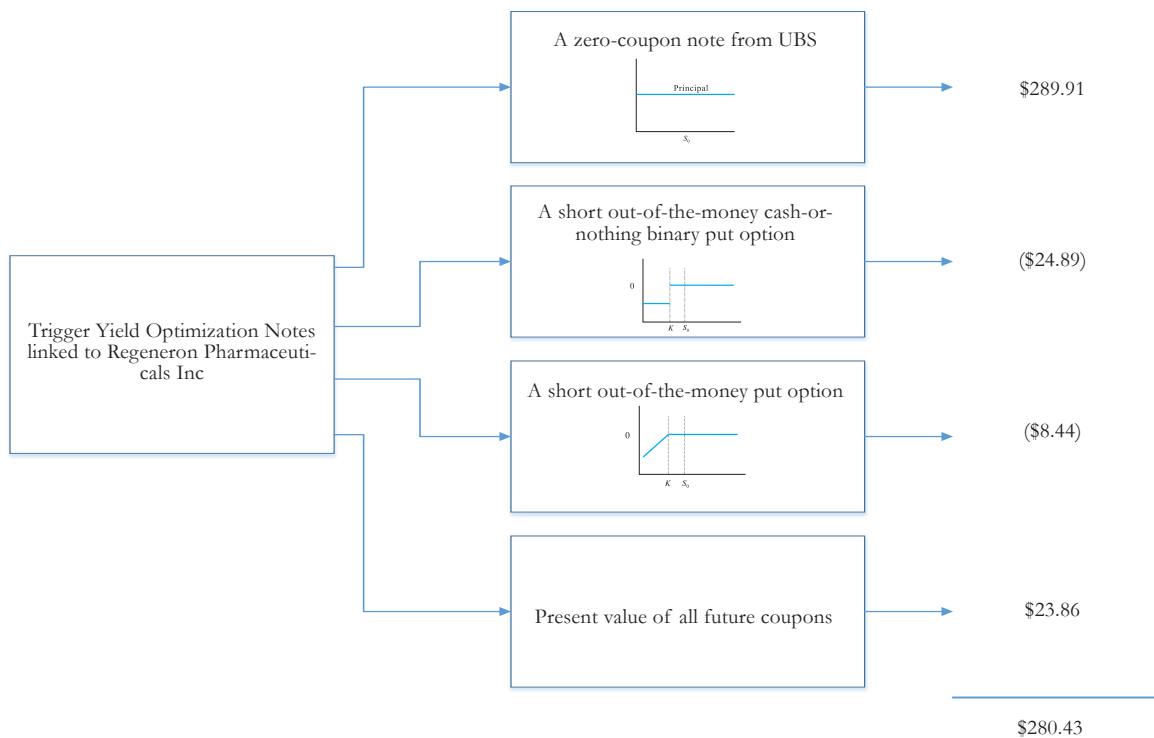 A zero-coupon note from UBS
Principal
S₀
$289.91
A short out-of-the-money cash-or-
nothing binary put option
0
K
S₀
($24.89)
Trigger Yield Optimization Notes
linked to Regeneron Pharmaceuti-
cals Inc
A short out-of-the-money put option
0
K
S₀
($8.44)
Present value of all future coupons
$23.86
$280.43